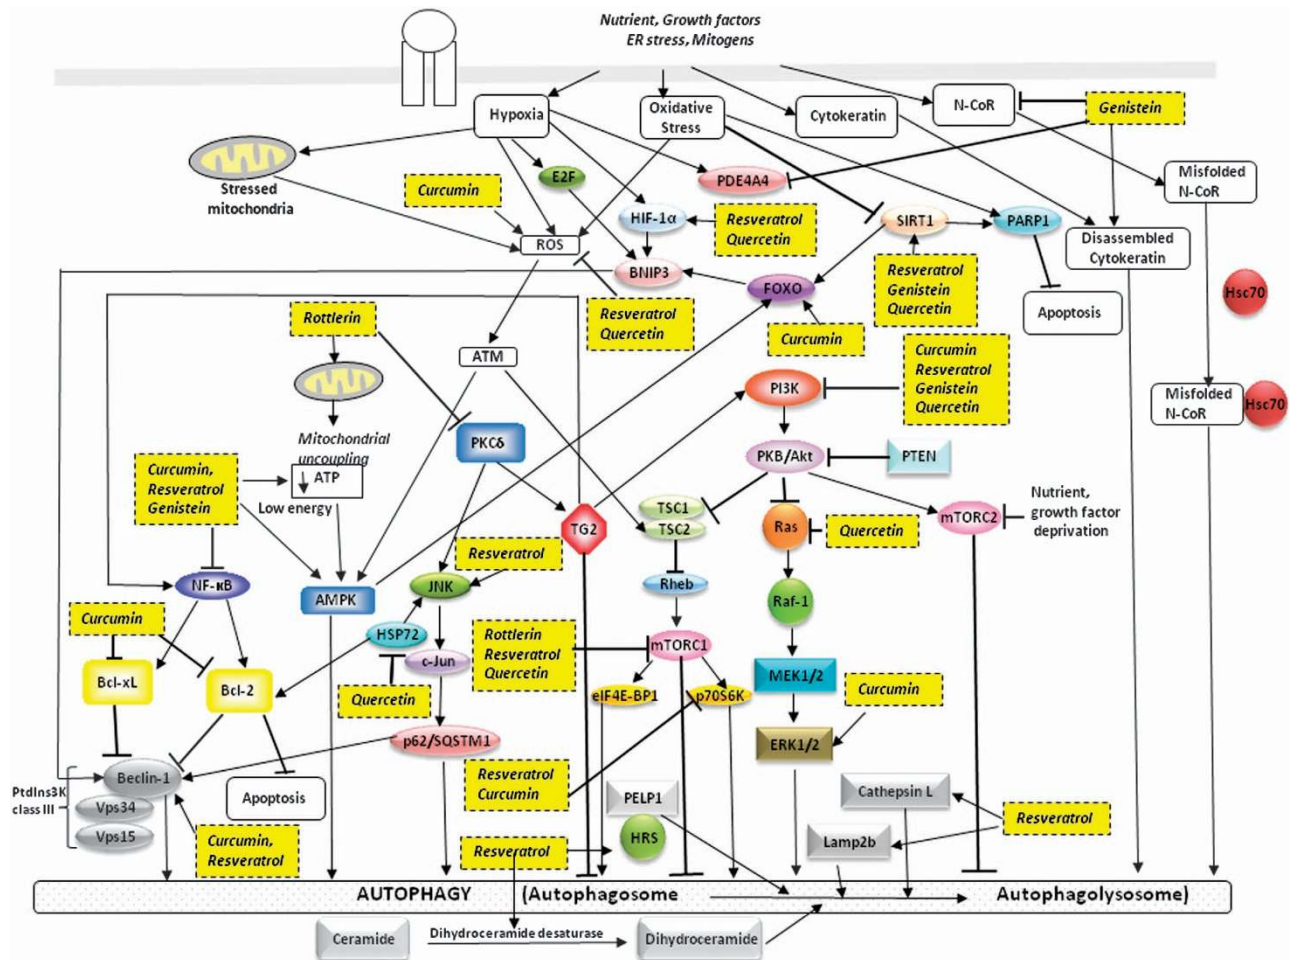 Nutrient, Growth factors
ER stress, Mitogens
Hypoxia
Oxidative
Stress
Cytokeratin
N-CoR
Genistein
Stressed
mitochondria
Curcumin
E2F
PDE4A4
Misfolded
N-CoR
HIF-1α
Resveratrol
Quercetin
SIRT1
PARP1
Disassembled
Cytokeratin
ROS
BNIP3
FOXO
Resveratrol
Genistein
Quercetin
Apoptosis
Hsc70
Rottlerin
Resveratrol
Quercetin
Curcumin
ATM
Curcumin
Resveratrol
Genistein
Quercetin
PI3K
Misfolded
N-CoR
Hsc70
Mitochondrial
uncoupling
PKCδ
PKB/Akt
PTEN
Curcumin,
Resveratrol
Genistein
ATP
Low energy
TG2
TSC1
TSC2
Ras
Quercetin
mTORC2
Nutrient,
growth factor
deprivation
Resveratrol
NF-κB
AMPK
JNK
Rheb
Raf-1
Curcumin
HSP72
c-Jun
Rottlerin
Resveratrol
Quercetin
mTORC1
Bcl-xL
Bcl-2
Quercetin
eIF4E-BP1
p70S6K
MEK1/2
Curcumin
p62/SQSTM1
ERK1/2
PtdIns3K
class III
Beclin-1
Vps34
Vps15
Apoptosis
Resveratrol
Curcumin
PELP1
HRS
Cathepsin L
Lamp2b
Resveratrol
Curcumin,
Resveratrol
Resveratrol
AUTOPHAGY (Autophagosome Autophagolysosome)
Ceramide
Dihydroceramide desaturase
Dihydroceramide